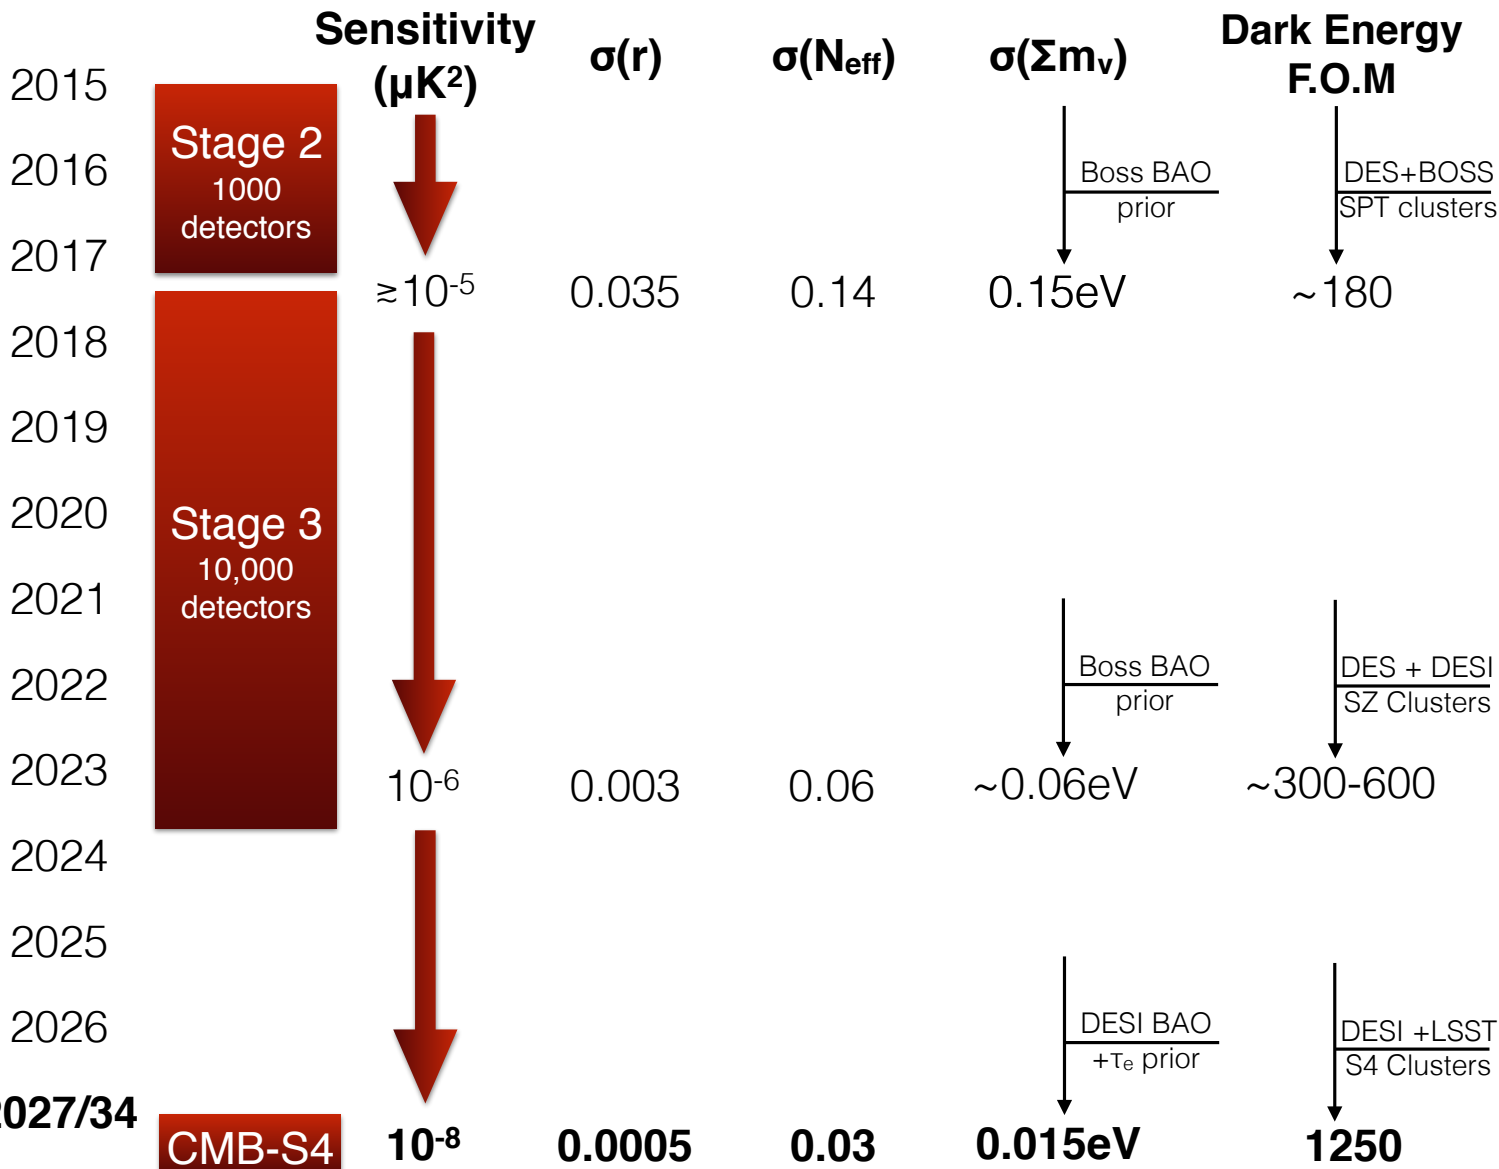 Sensitivity
(μK²)
σ(r)
σ(Neff)
σ(Σmν)
Dark Energy
F.O.M
2015
Stage 2
1000
detectors
2016
Boss BAO
prior
DES+BOSS
SPT clusters
2017
≳10⁻⁵
0.035
0.14
0.15eV
~180
2018
2019
2020
Stage 3
10,000
detectors
2021
2022
Boss BAO
prior
DES + DESI
SZ Clusters
2023
10⁻⁶
0.003
0.06
~0.06eV
~300-600
2024
2025
2026
DESI BAO
+τe prior
DESI +LSST
S4 Clusters
2027/34
CMB-S4
10⁻⁸
0.0005
0.03
0.015eV
1250